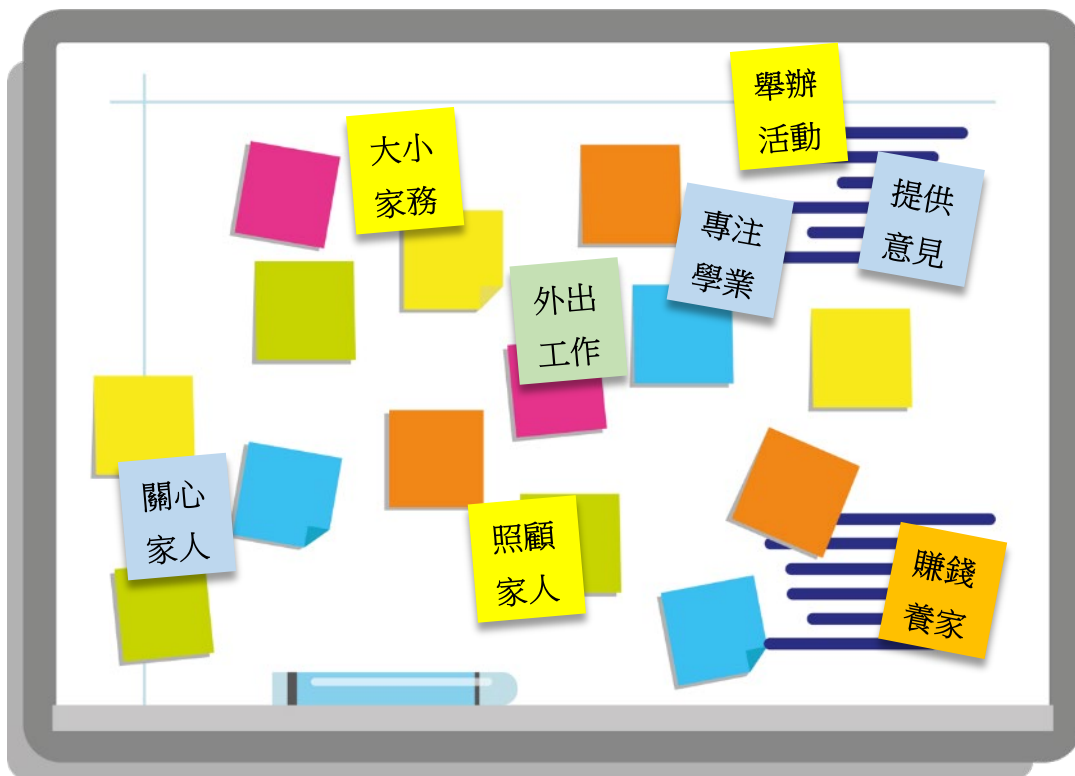 舉辦
活動
大小
家務
提供
意見
專注
學業
外出
工作
關心
家人
照顧
家人
賺錢
養家